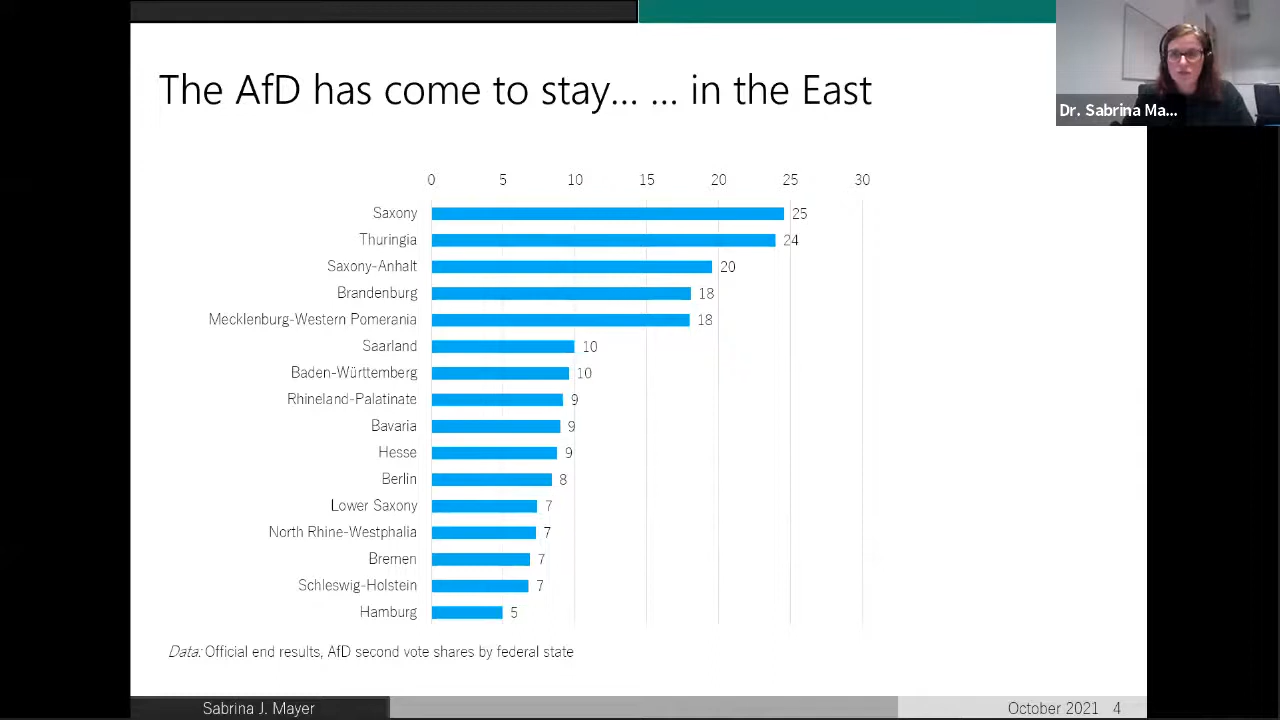 The AfD has come to stay... ... in the East
Dr. Sabrina Ma...
0 5 10 15 20 25 30
Saxony 25
Thuringia 24
Saxony-Anhalt 20
Brandenburg 18
Mecklenburg-Western Pomerania 18
Saarland 10
Baden-Württemberg 10
Rhineland-Palatinate 9
Bavaria 9
Hesse 9
Berlin 8
Lower Saxony 7
North Rhine-Westphalia 7
Bremen 7
Schleswig-Holstein 7
Hamburg 5
Data: Official end results, AfD second vote shares by federal state
Sabrina J. Mayer October 2021 4